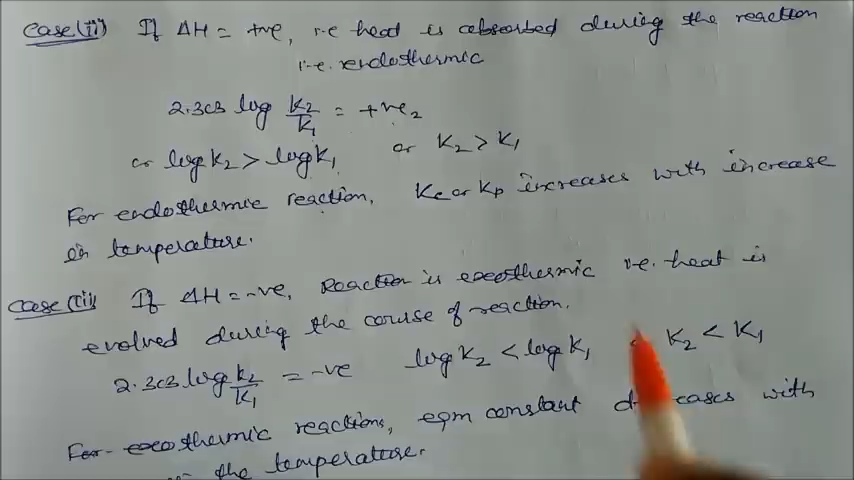 Case(ii) If ΔH = +ve, i.e heat is absorbed during the reaction
i.e. endothermic
2.303 log K2/K1 = +ve2
or log K2 > log K1 or K2 > K1
For endothermic reaction, Kc or Kp increases with increase
in temperature.
Case(iii) If ΔH = -ve, Reaction is exothermic i.e. heat is
evolved during the course of reaction.
2.303 log K2/K1 = -ve log K2 < log K1 K2 < K1
For exothermic reactions, eqm constant with
the temperature.